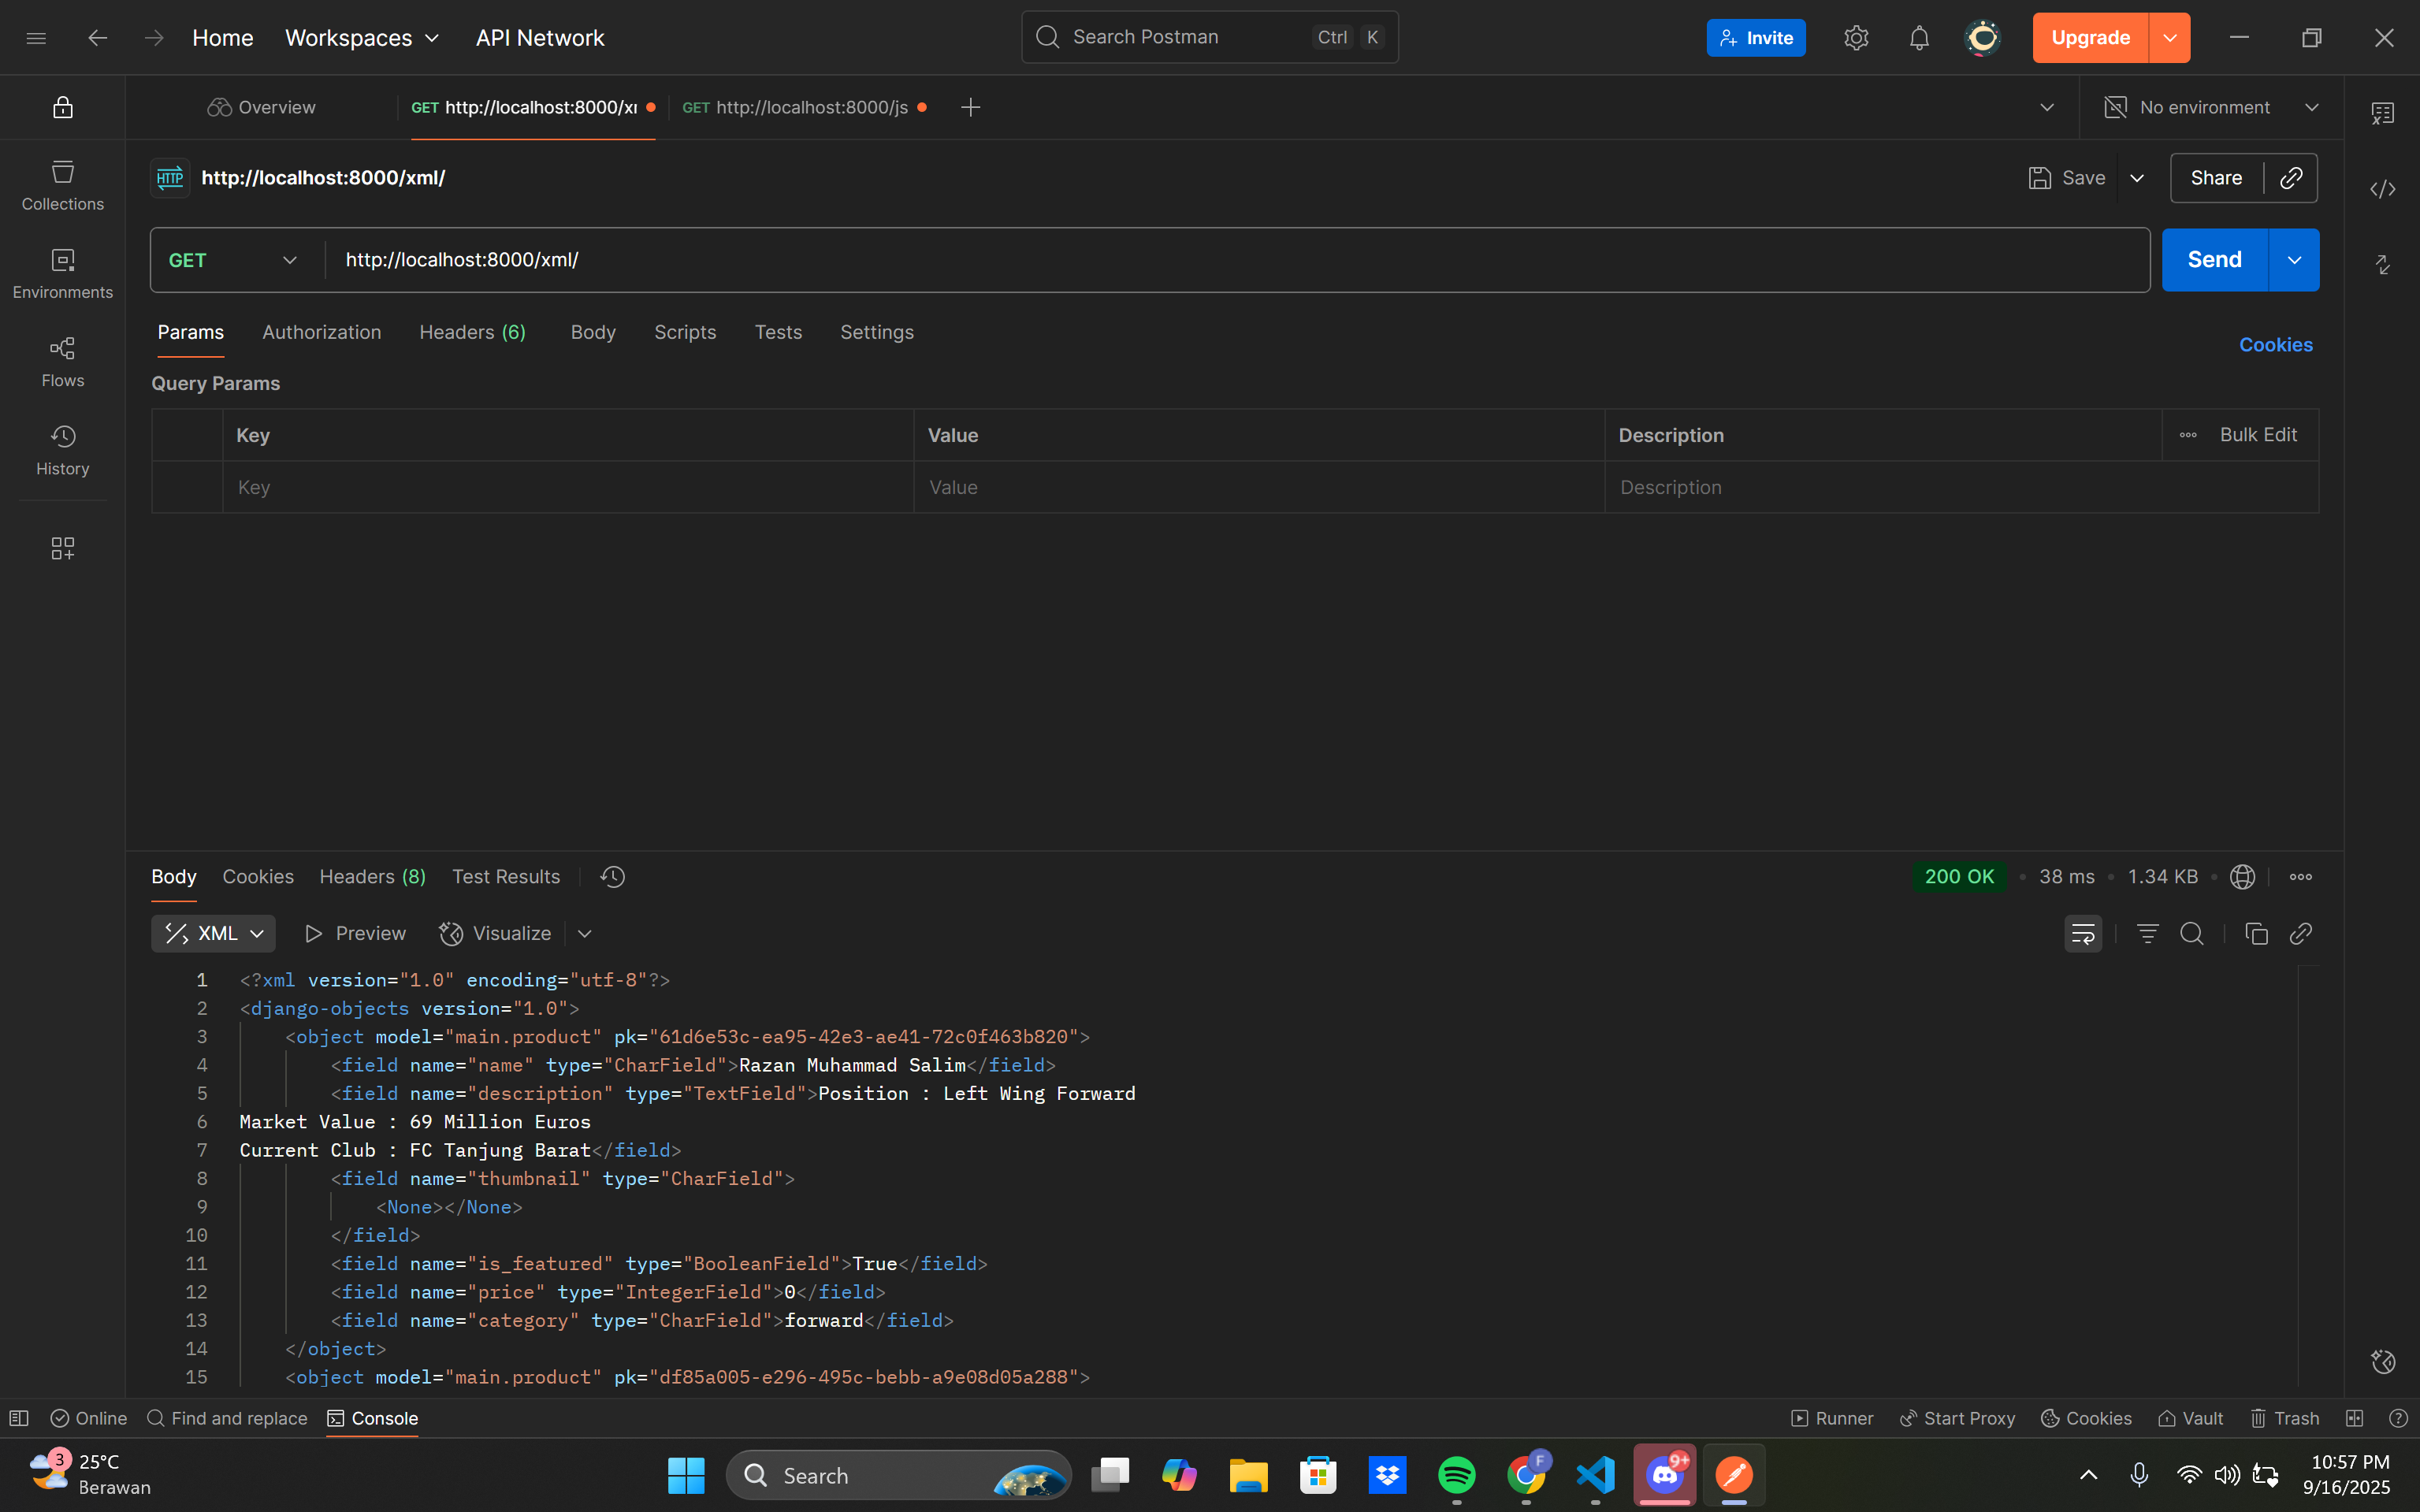 Home Workspaces API Network Search Postman Ctrl K Invite Upgrade
Overview GET http://localhost:8000/xr GET http://localhost:8000/js No environment
HTTP http://localhost:8000/xml/ Save Share
Collections
GET http://localhost:8000/xml/ Send
Environments
Params Authorization Headers (6) Body Scripts Tests Settings Cookies
Flows
Query Params
Key Value Description Bulk Edit
History
Key Value Description
Body Cookies Headers (8) Test Results 200 OK 38 ms 1.34 KB
XML Preview Visualize
1 <?xml version="1.0" encoding="utf-8"?>
2 <django-objects version="1.0">
3 <object model="main.product" pk="61d6e53c-ea95-42e3-ae41-72c0f463b820">
4 <field name="name" type="CharField">Razan Muhammad Salim</field>
5 <field name="description" type="TextField">Position : Left Wing Forward
6 Market Value : 69 Million Euros
7 Current Club : FC Tanjung Barat</field>
8 <field name="thumbnail" type="CharField">
9 <None></None>
10 </field>
11 <field name="is_featured" type="BooleanField">True</field>
12 <field name="price" type="IntegerField">0</field>
13 <field name="category" type="CharField">forward</field>
14 </object>
15 <object model="main.product" pk="df85a005-e296-495c-bebb-a9e08d05a288">
Online Find and replace Console Runner Start Proxy Cookies Vault Trash
3 25°C
Berawan
Search
F
9+
10:57 PM
9/16/2025